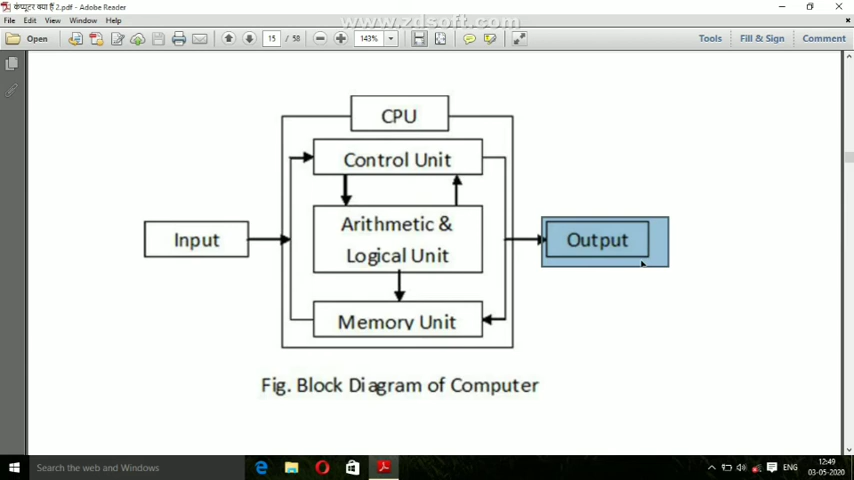 कंप्यूटर क्या हैं 2.pdf - Adobe Reader
www.zdsoft.com
File Edit View Window Help
Open 15 / 58 143% Tools Fill & Sign Comment
CPU
Control Unit
Arithmetic &
Logical Unit
Input
Output
Memory Unit
Fig. Block Diagram of Computer
Search the web and Windows
ENG
12:49
03-05-2020